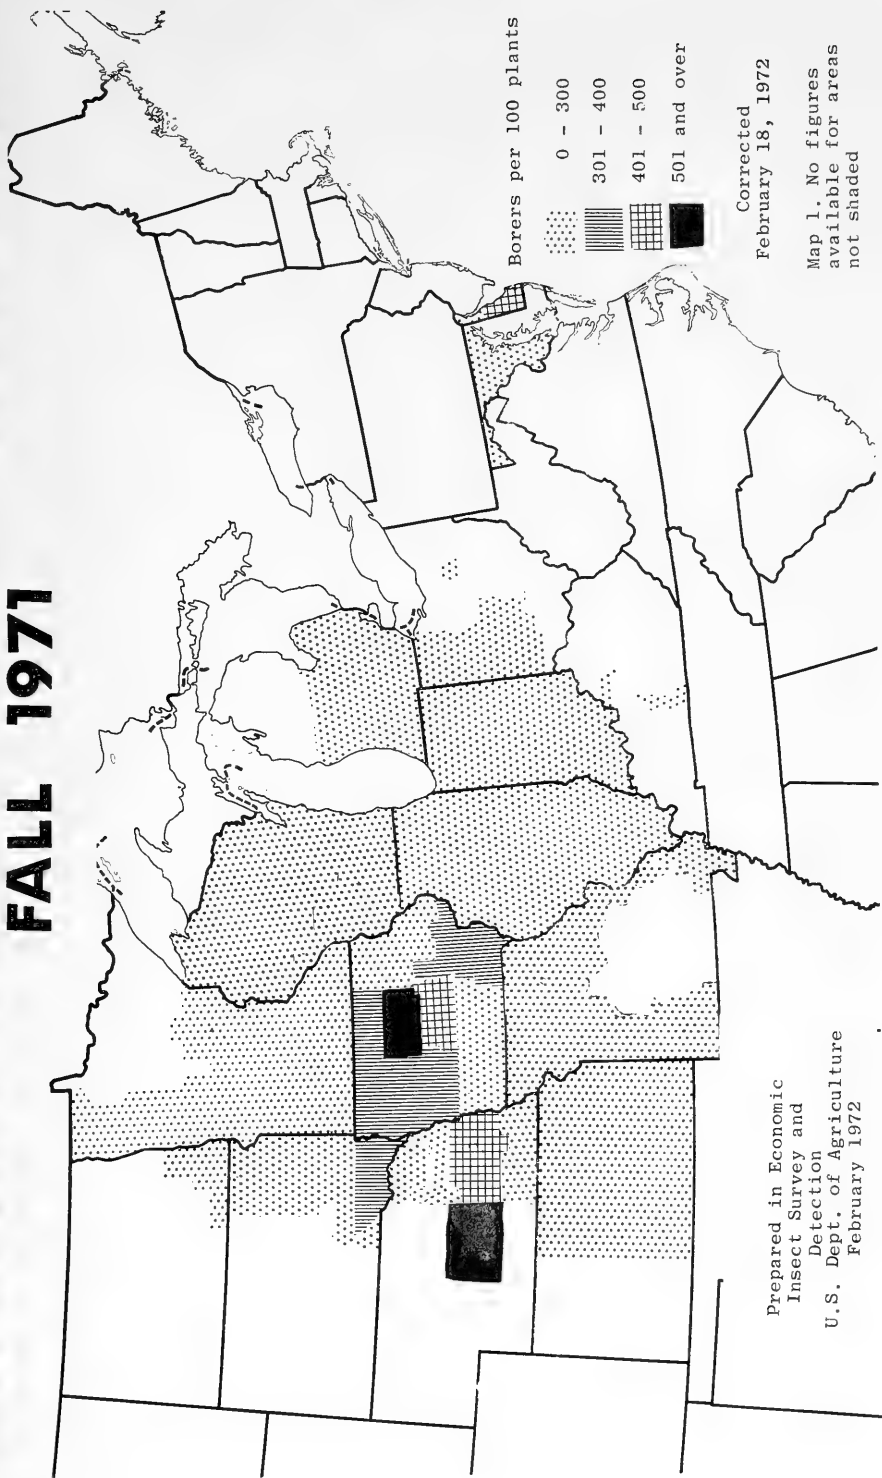 FALL 1971
Borers per 100 plants
0 - 300
301 - 400
401 - 500
501 and over
Corrected
February 18, 1972
Map 1. No figures
available for areas
not shaded
Prepared in Economic
Insect Survey and
Detection
U.S. Dept. of Agriculture
February 1972